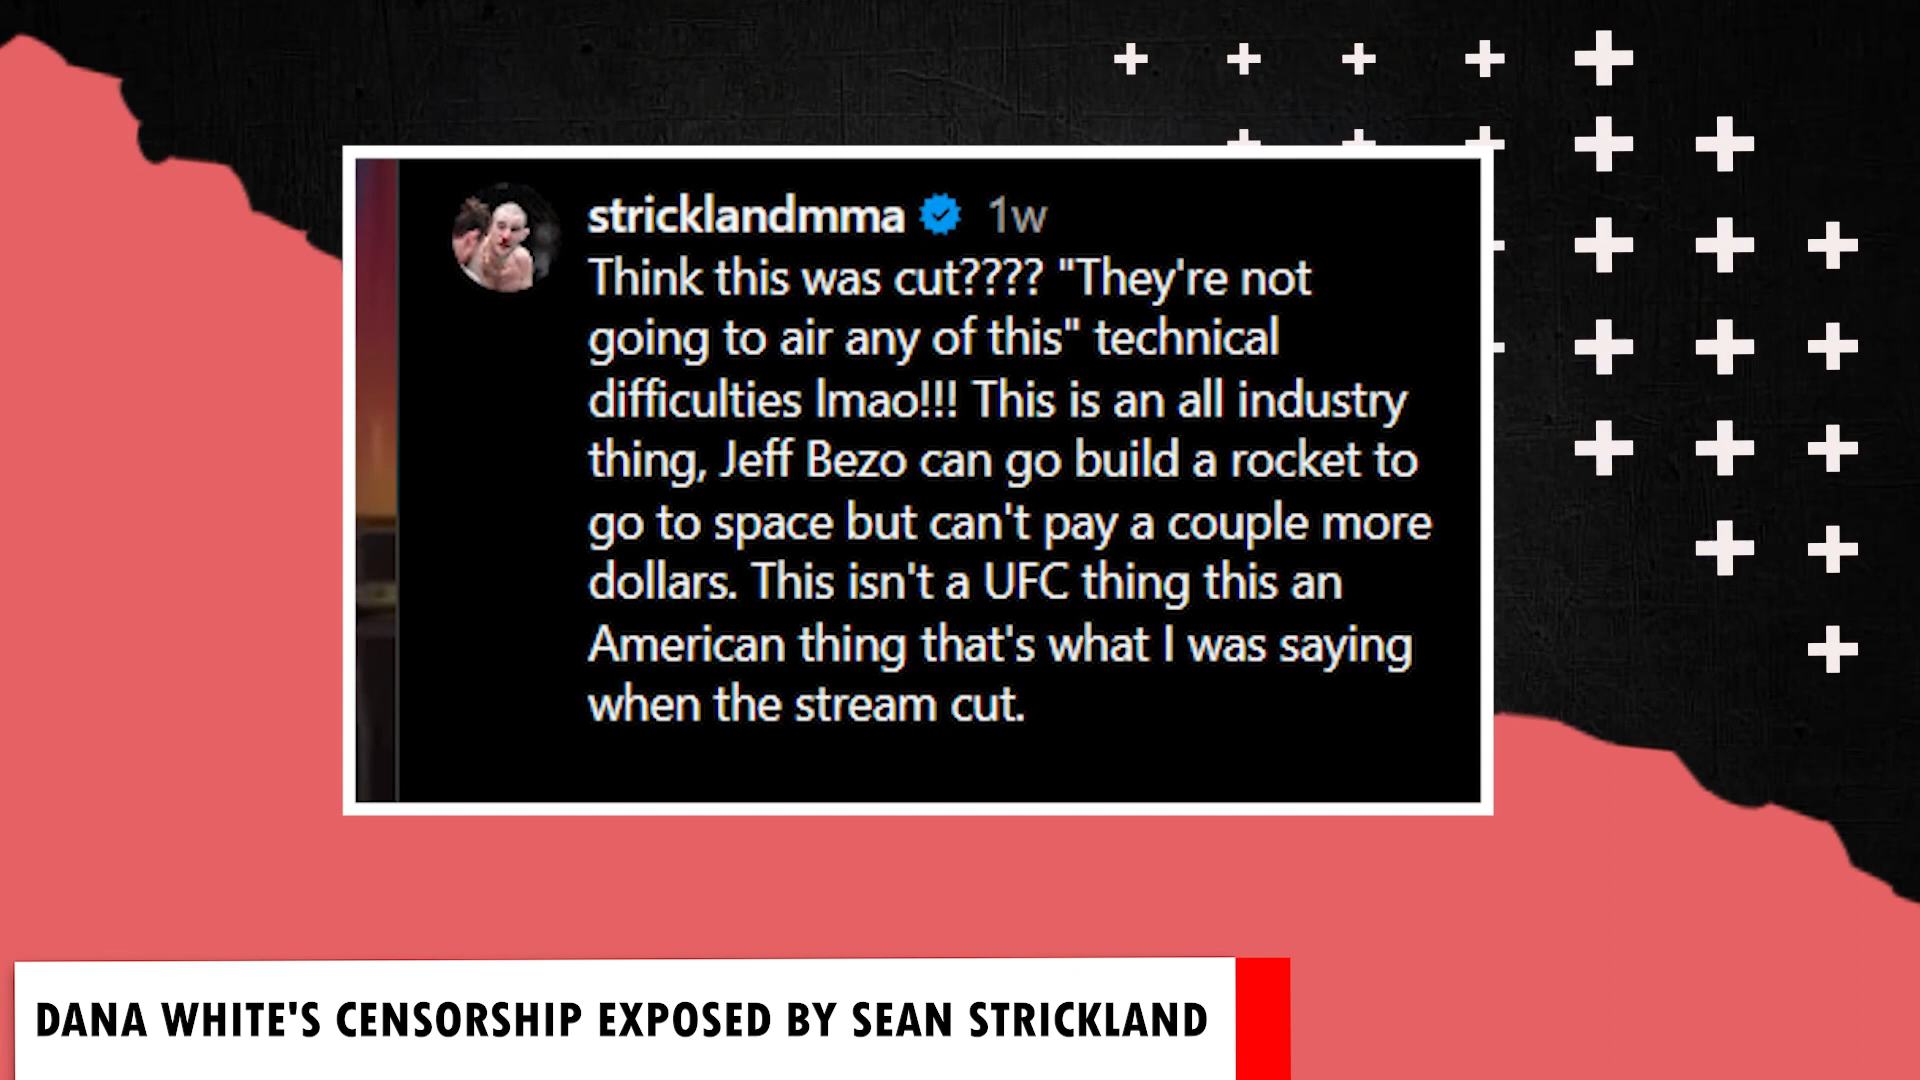 stricklandmma 1w
Think this was cut???? "They're not
going to air any of this" technical
difficulties lmao!!! This is an all industry
thing, Jeff Bezo can go build a rocket to
go to space but can't pay a couple more
dollars. This isn't a UFC thing this an
American thing that's what I was saying
when the stream cut.
DANA WHITE'S CENSORSHIP EXPOSED BY SEAN STRICKLAND